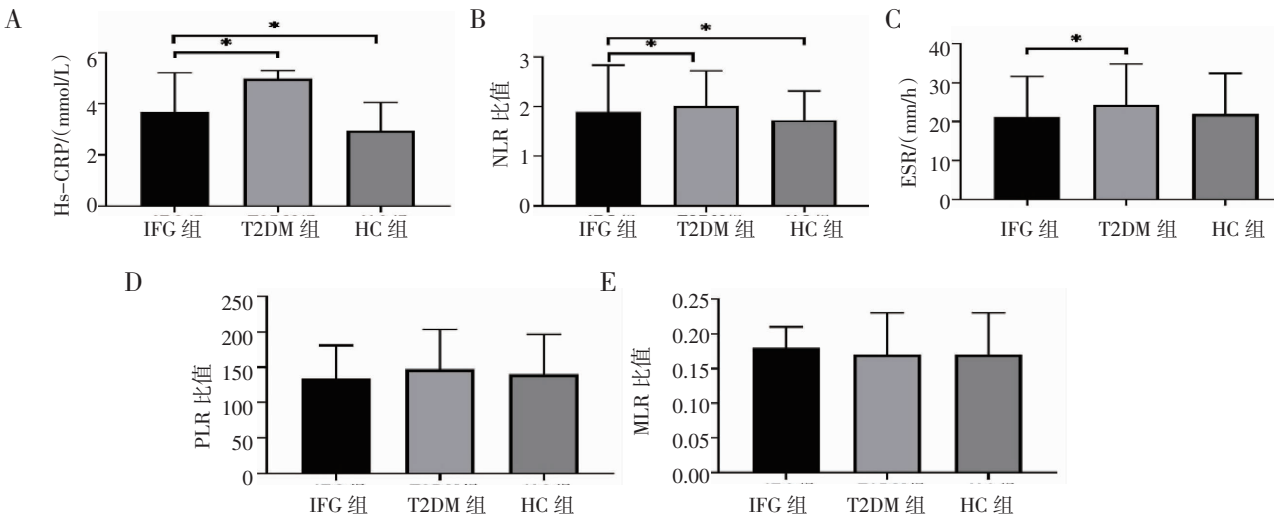 A
*
*
Hs-CRP/(mmol/L)
6
4
2
0
IFG 组
T2DM 组
HC 组
B
*
*
NLR 比值
3
2
1
0
IFG 组
T2DM 组
HC 组
C
*
ESR/(mm/h)
40
30
20
10
0
IFG 组
T2DM 组
HC 组
D
PLR 比值
250
200
150
100
50
0
IFG 组
T2DM 组
HC 组
E
MLR 比值
0.25
0.20
0.15
0.10
0.05
0.00
IFG 组
T2DM 组
HC 组